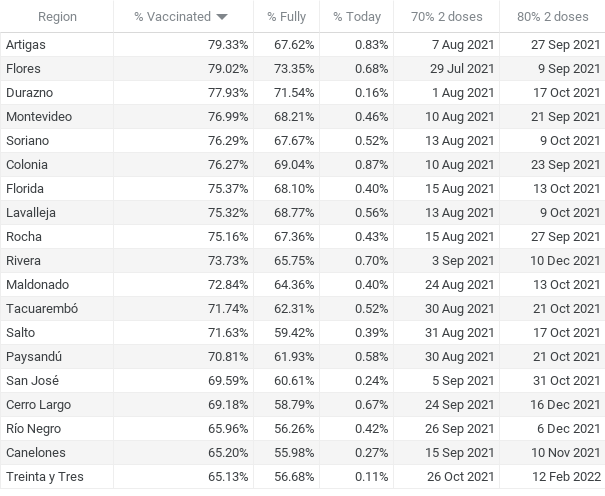 Region % Vaccinated % Fully % Today 70% 2 doses 80% 2 doses
Artigas 79.33% 67.62% 0.83% 7 Aug 2021 27 Sep 2021
Flores 79.02% 73.35% 0.68% 29 Jul 2021 9 Sep 2021
Durazno 77.93% 71.54% 0.16% 1 Aug 2021 17 Oct 2021
Montevideo 76.99% 68.21% 0.46% 10 Aug 2021 21 Sep 2021
Soriano 76.29% 67.67% 0.52% 13 Aug 2021 9 Oct 2021
Colonia 76.27% 69.04% 0.87% 10 Aug 2021 23 Sep 2021
Florida 75.37% 68.10% 0.40% 15 Aug 2021 13 Oct 2021
Lavalleja 75.32% 68.77% 0.56% 13 Aug 2021 9 Oct 2021
Rocha 75.16% 67.36% 0.43% 15 Aug 2021 27 Sep 2021
Rivera 73.73% 65.75% 0.70% 3 Sep 2021 10 Dec 2021
Maldonado 72.84% 64.36% 0.40% 24 Aug 2021 13 Oct 2021
Tacuarembó 71.74% 62.31% 0.52% 30 Aug 2021 21 Oct 2021
Salto 71.63% 59.42% 0.39% 31 Aug 2021 17 Oct 2021
Paysandú 70.81% 61.93% 0.58% 30 Aug 2021 21 Oct 2021
San José 69.59% 60.61% 0.24% 5 Sep 2021 31 Oct 2021
Cerro Largo 69.18% 58.79% 0.67% 24 Sep 2021 16 Dec 2021
Río Negro 65.96% 56.26% 0.42% 26 Sep 2021 6 Dec 2021
Canelones 65.20% 55.98% 0.27% 15 Sep 2021 10 Nov 2021
Treinta y Tres 65.13% 56.68% 0.11% 26 Oct 2021 12 Feb 2022